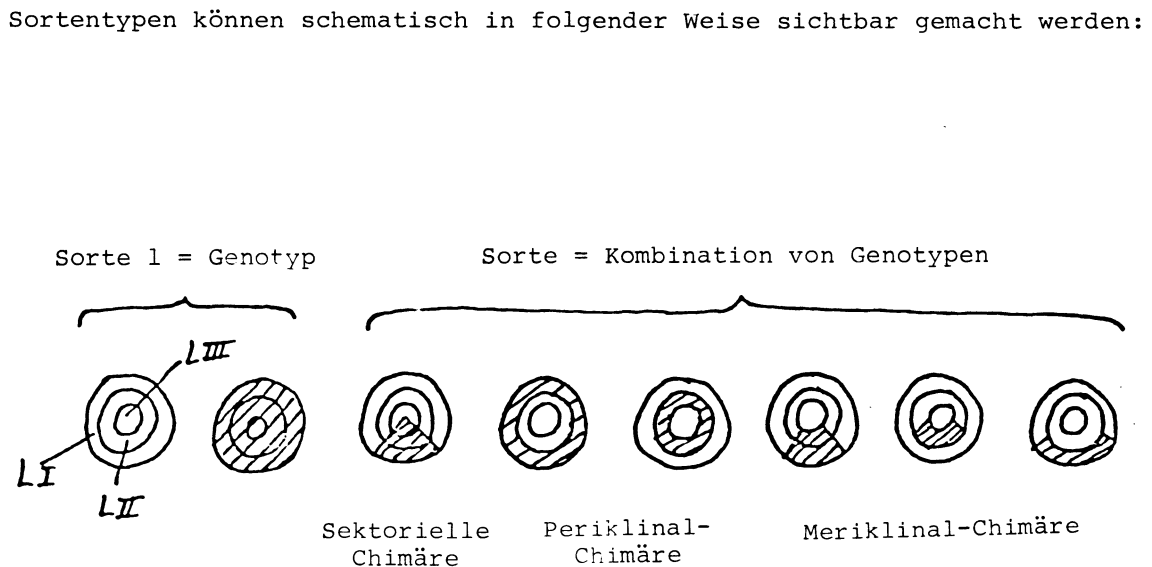 Sortentypen können schematisch in folgender Weise sichtbar gemacht werden:
Sorte 1 = Genotyp
Sorte = Kombination von Genotypen
LIII
LI
LII
Sektorielle
Chimäre
Periklinal-
Chimäre
Meriklinal-Chimäre